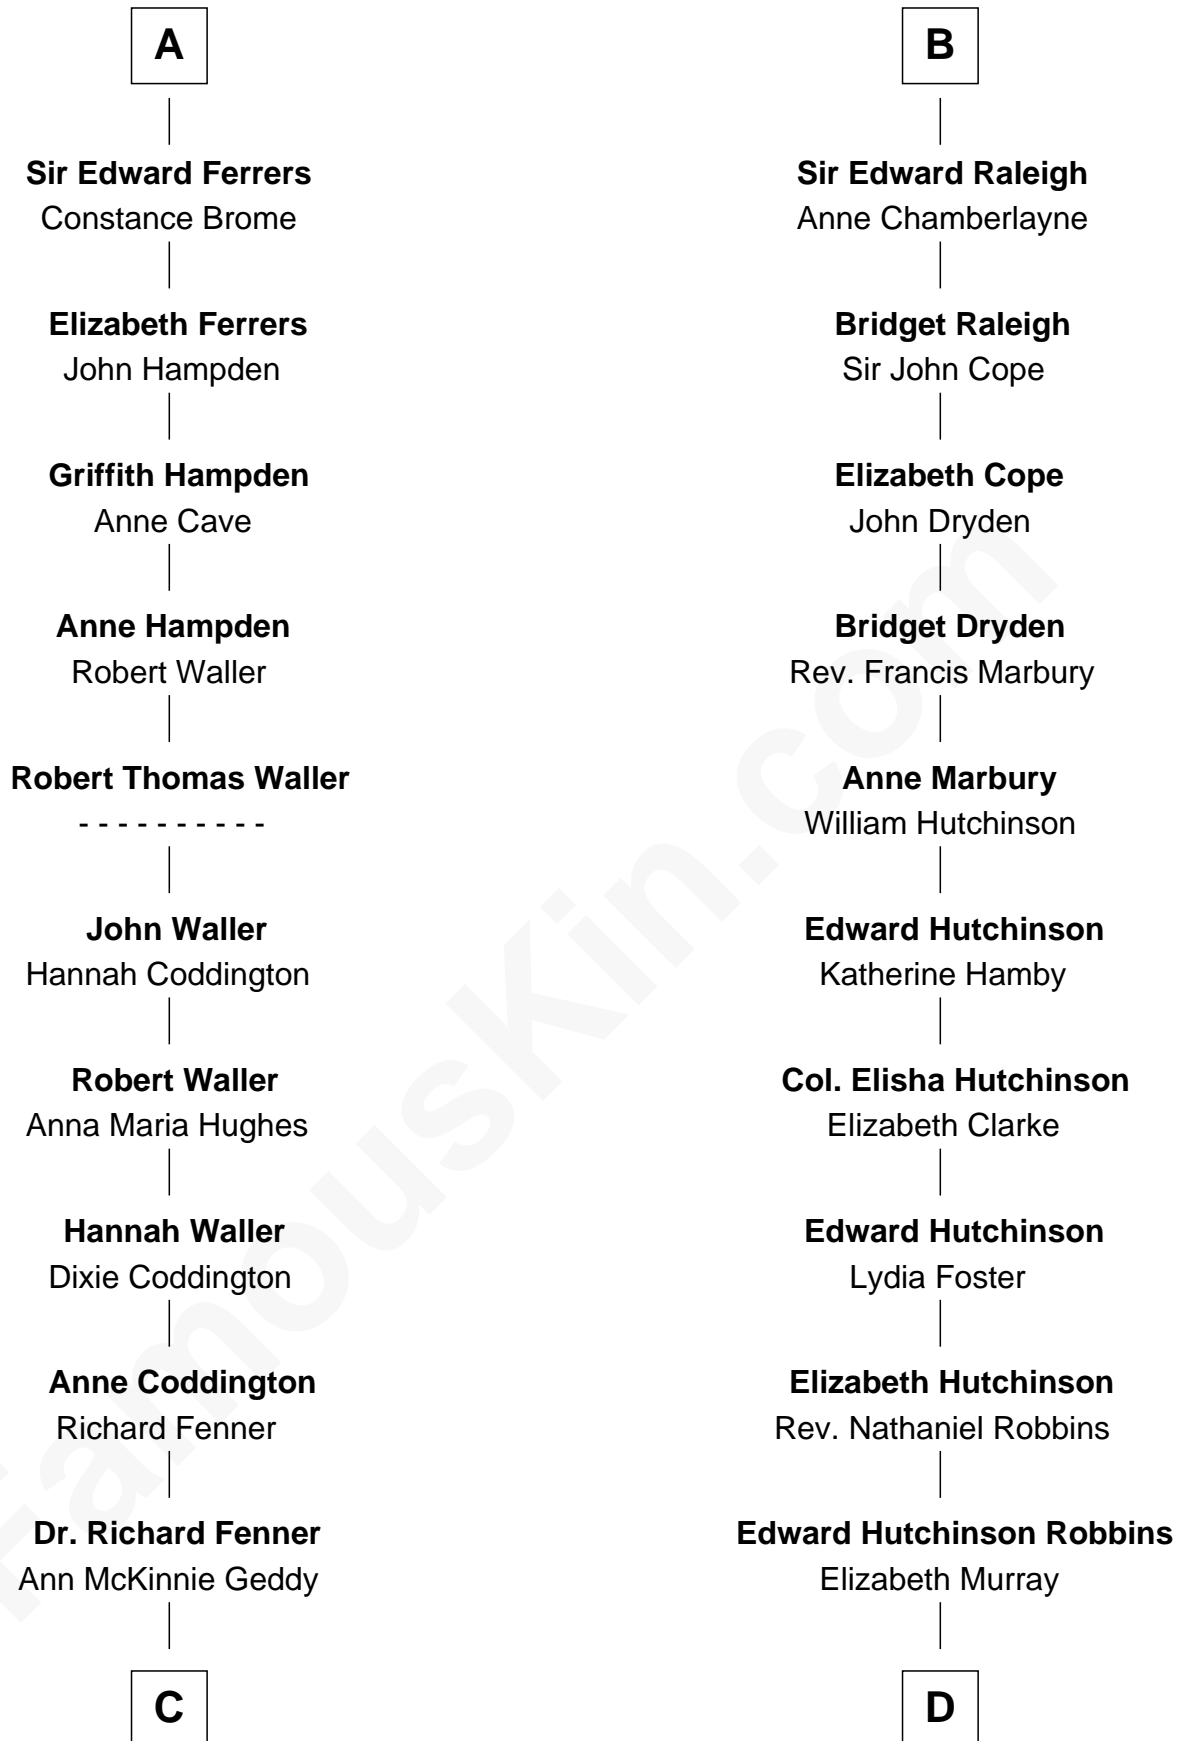 A
Sir Edward Ferrers
Constance Brome
Elizabeth Ferrers
John Hampden
Griffith Hampden
Anne Cave
Anne Hampden
Robert Waller
Robert Thomas Waller
- - - - - - - - - -
John Waller
Hannah Coddington
Robert Waller
Anna Maria Hughes
Hannah Waller
Dixie Coddington
Anne Coddington
Richard Fenner
Dr. Richard Fenner
Ann McKinnie Geddy
C
B
Sir Edward Raleigh
Anne Chamberlayne
Bridget Raleigh
Sir John Cope
Elizabeth Cope
John Dryden
Bridget Dryden
Rev. Francis Marbury
Anne Marbury
William Hutchinson
Edward Hutchinson
Katherine Hamby
Col. Elisha Hutchinson
Elizabeth Clarke
Edward Hutchinson
Lydia Foster
Elizabeth Hutchinson
Rev. Nathaniel Robbins
Edward Hutchinson Robbins
Elizabeth Murray
D
FamousKin.com